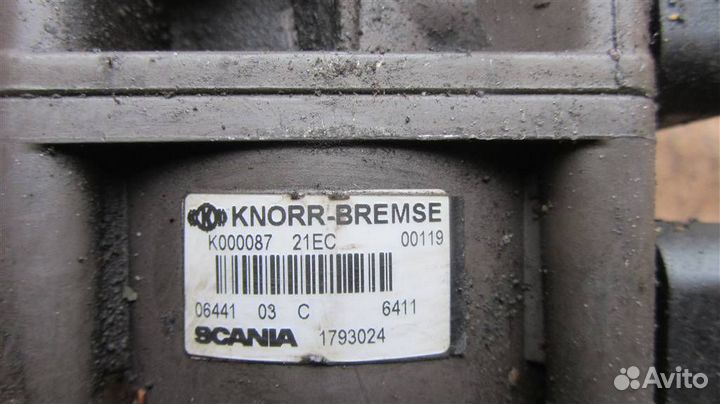 KNORR-BREMSE
K000087 21EC 00119
06441 03 C 6411
SCANIA 1793024
Avito